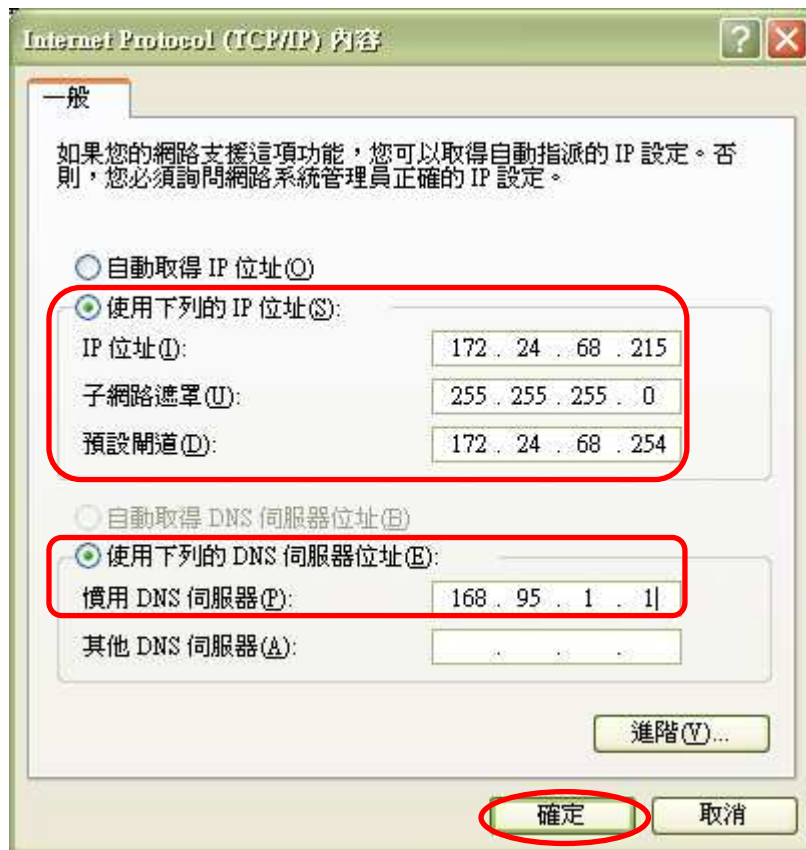 Internet Protocol (TCP/IP) 內容
一般
如果您的網路支援這項功能，您可以取得自動指派的 IP 設定。否
則，您必須詢問網路系統管理員正確的 IP 設定。
自動取得 IP 位址(O)
使用下列的 IP 位址(S):
IP 位址(I): 172 . 24 . 68 . 215
子網路遮罩(U): 255 . 255 . 255 . 0
預設閘道(D): 172 . 24 . 68 . 254
自動取得 DNS 伺服器位址(B)
使用下列的 DNS 伺服器位址(E):
慣用 DNS 伺服器(P): 168 . 95 . 1 . 1
其他 DNS 伺服器(A): . . .
進階(V)...
確定 取消